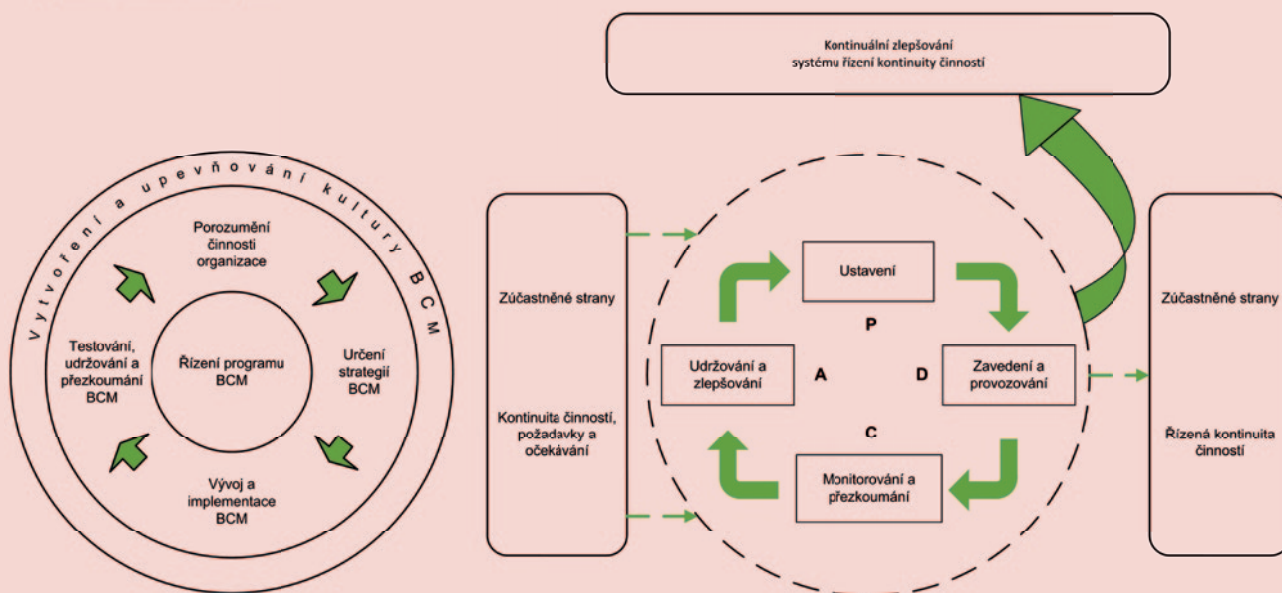 Kontinuální zlepšování
systému řízení kontinuity činností
Vytvoření a upevňování kultury BCM
Porozumění
činnosti
organizace
Testování,
udržování a
přezkoumání
BCM
Řízení programu
BCM
Určení
strategií
BCM
Vývoj a
implementace
BCM
Zúčastněné strany
Kontinuita činností,
požadavky a
očekávání
Ustavení
P
Udržování a
zlepšování
A
D
Zavedení a
provozování
C
Monitorování a
přezkoumání
Zúčastněné strany
Řízená kontinuita
činností